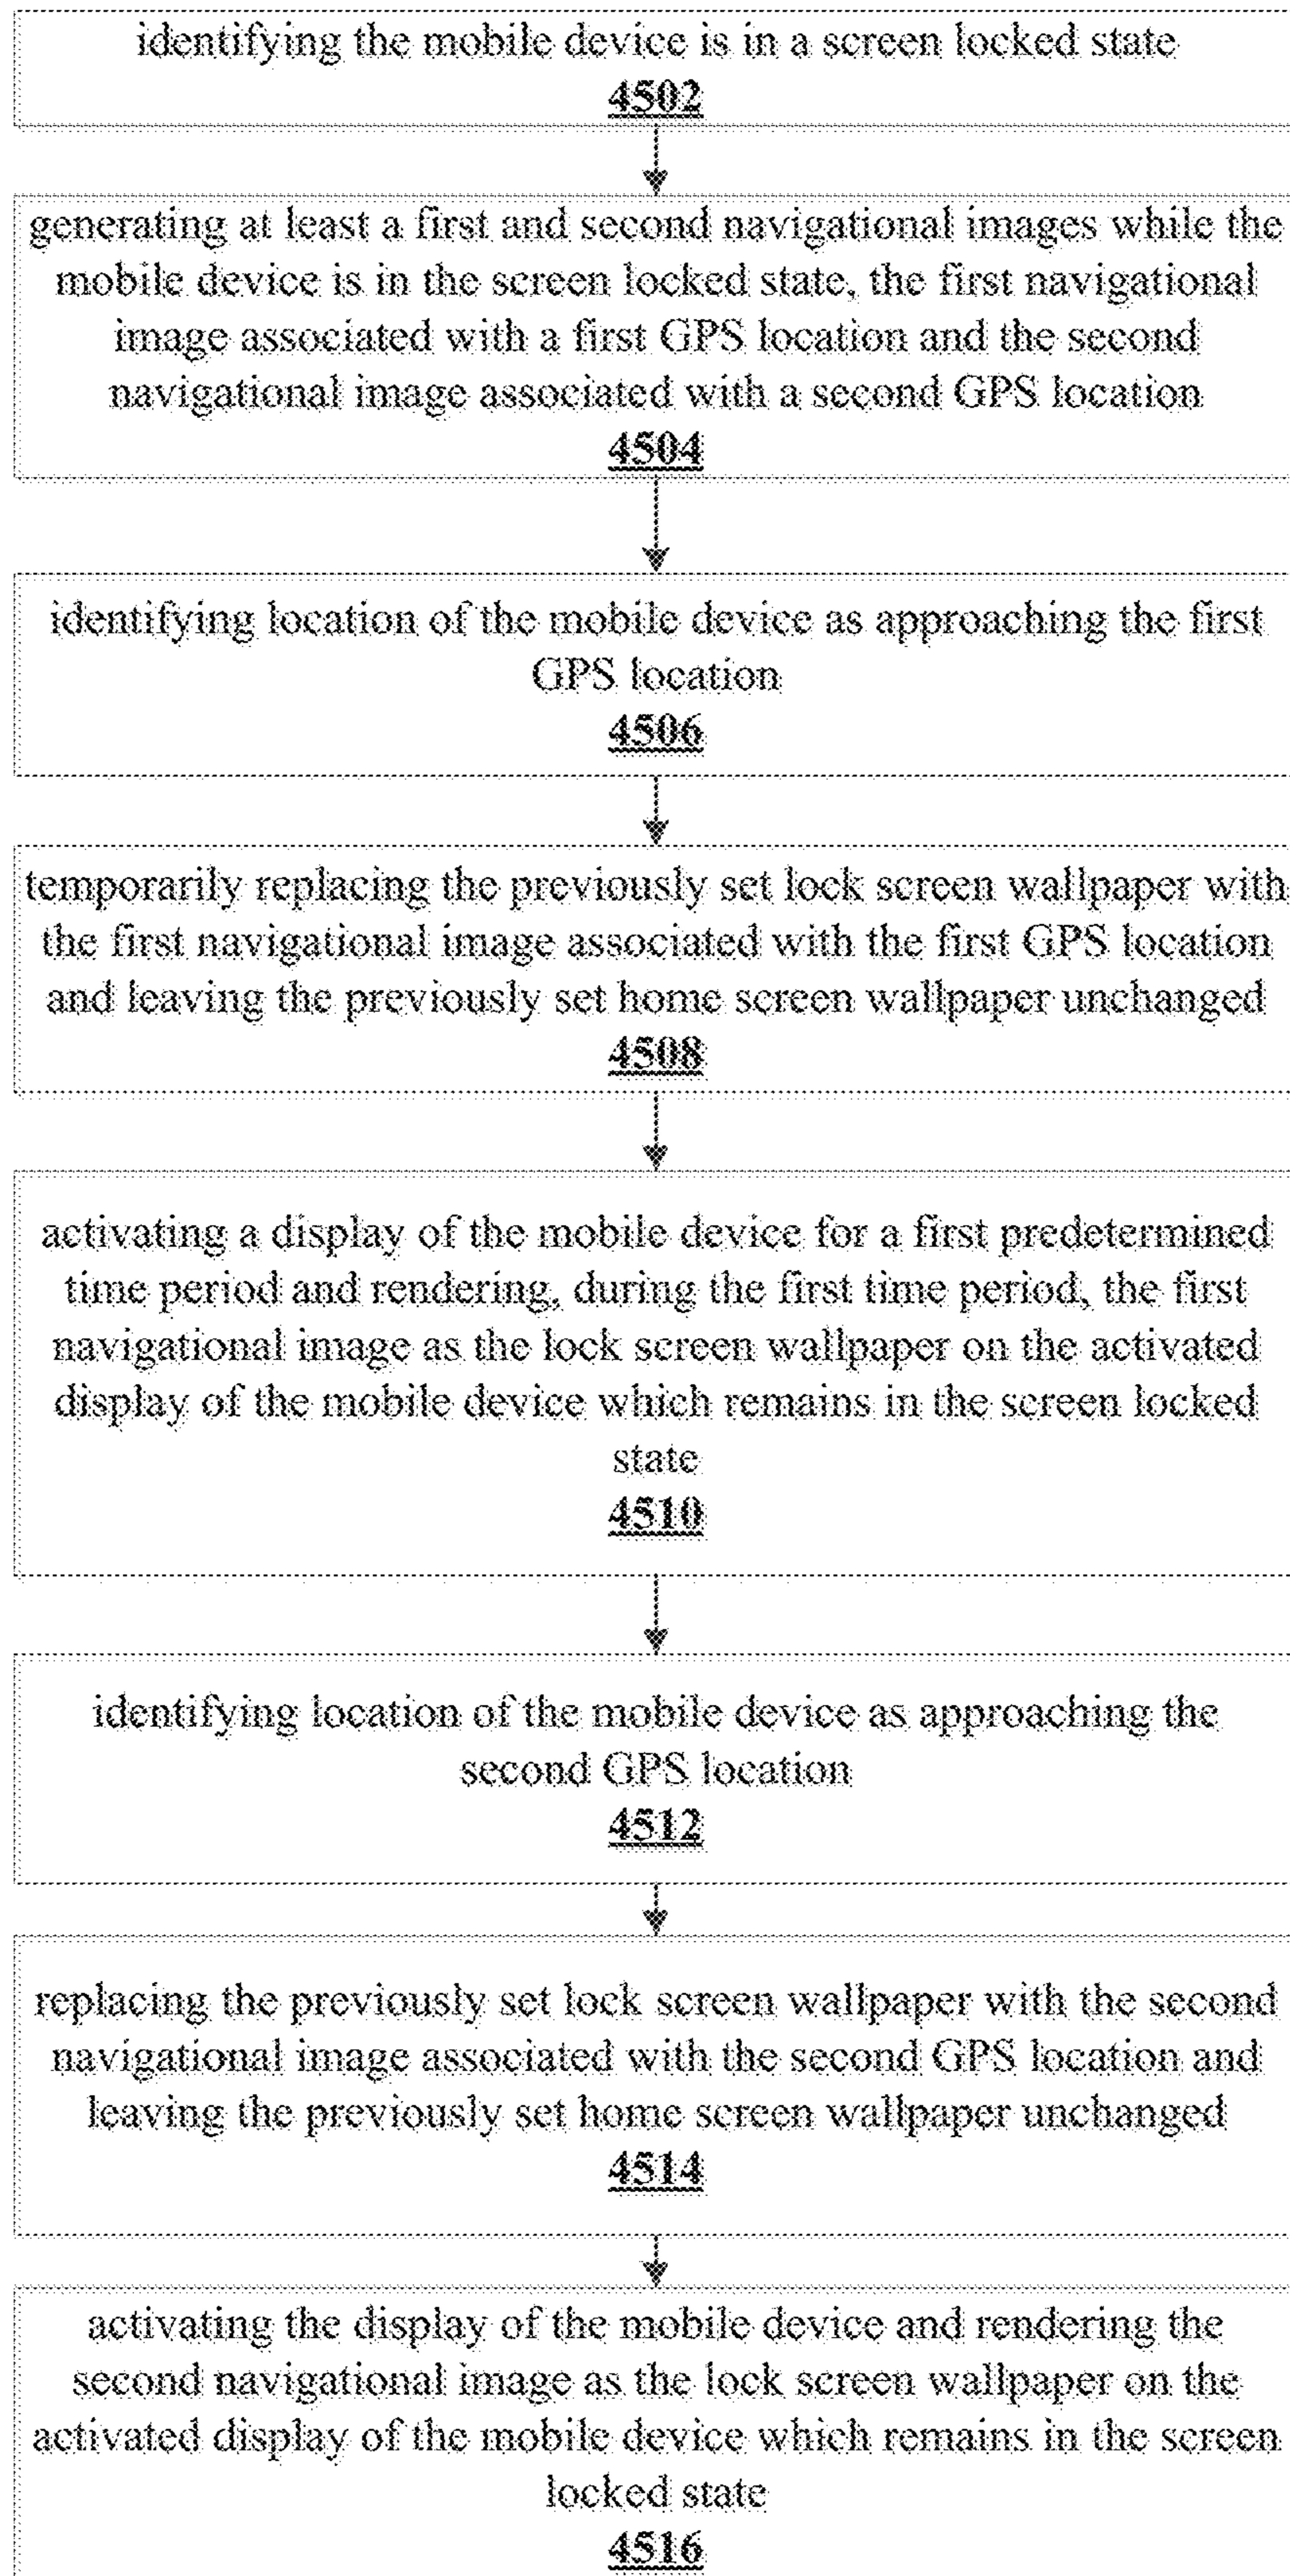 identifying the mobile device is in a screen locked state
4502
generating at least a first and second navigational images while the
mobile device is in the screen locked state, the first navigational
image associated with a first GPS location and the second
navigational image associated with a second GPS location
4504
identifying location of the mobile device as approaching the first
GPS location
4506
temporarily replacing the previously set lock screen wallpaper with
the first navigational image associated with the first GPS location
and leaving the previously set home screen wallpaper unchanged
4508
activating a display of the mobile device for a first predetermined
time period and rendering, during the first time period, the first
navigational image as the lock screen wallpaper on the activated
display of the mobile device which remains in the screen locked
state
4510
identifying location of the mobile device as approaching the
second GPS location
4512
replacing the previously set lock screen wallpaper with the second
navigational image associated with the second GPS location and
leaving the previously set home screen wallpaper unchanged
4514
activating the display of the mobile device and rendering the
second navigational image as the lock screen wallpaper on the
activated display of the mobile device which remains in the screen
locked state
4516